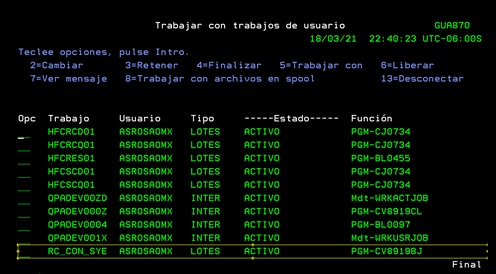 Trabajar con trabajos de usuario GUA870
18/03/21 22:40:23 UTC-06:00S
Teclee opciones, pulse Intro.
2=Cambiar 3=Retener 4=Finalizar 5=Trabajar con 6=Liberar
7=Ver mensaje 8=Trabajar con archivos en spool 13=Desconectar
Opc Trabajo Usuario Tipo -----Estado----- Función
HFCRCD01 ASROSAOMX LOTES ACTIVO PGM-CJ0734
HFCRCQ01 ASROSAOMX LOTES ACTIVO PGM-CJ0734
HFCRES01 ASROSAOMX LOTES ACTIVO PGM-BL0455
HFCSCD01 ASROSAOMX LOTES ACTIVO PGM-CJ0734
HFCSCQ01 ASROSAOMX LOTES ACTIVO PGM-CJ0734
QPADEV00ZD ASROSAOMX INTER ACTIVO Mdt-WRKACTJOB
QPADEV000Z ASROSAOMX INTER ACTIVO PGM-CV8919CL
QPADEV0004 ASROSAOMX INTER ACTIVO PGM-BL0097
QPADEV001X ASROSAOMX INTER ACTIVO Mdt-WRKUSRJOB
RC_CON_SYE ASROSAOMX LOTES ACTIVO PGM-CV8919BJ
Final